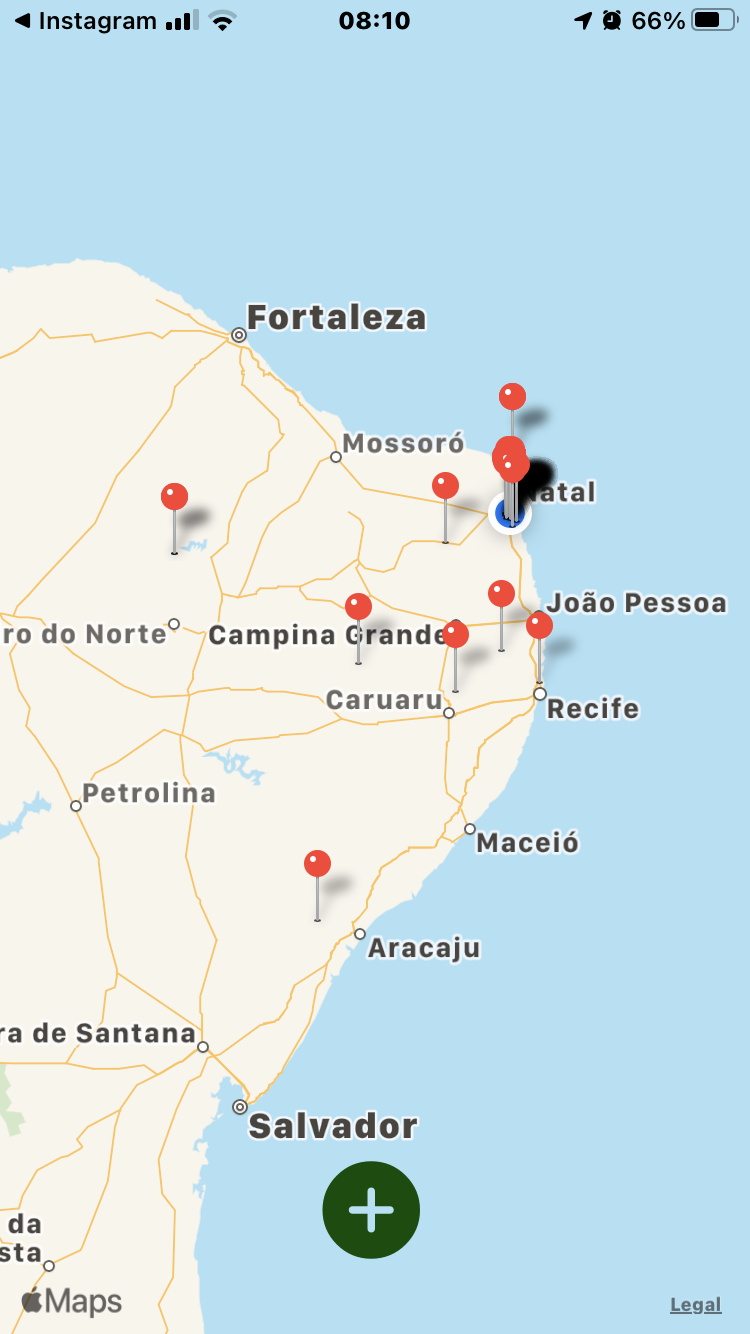 Instagram
08:10
66%
Fortaleza
Mossoró
atal
João Pessoa
ro do Norte
Campina Grande
Caruaru
Recife
Petrolina
Maceió
Aracaju
ra de Santana
Salvador
da
sta
Maps
Legal